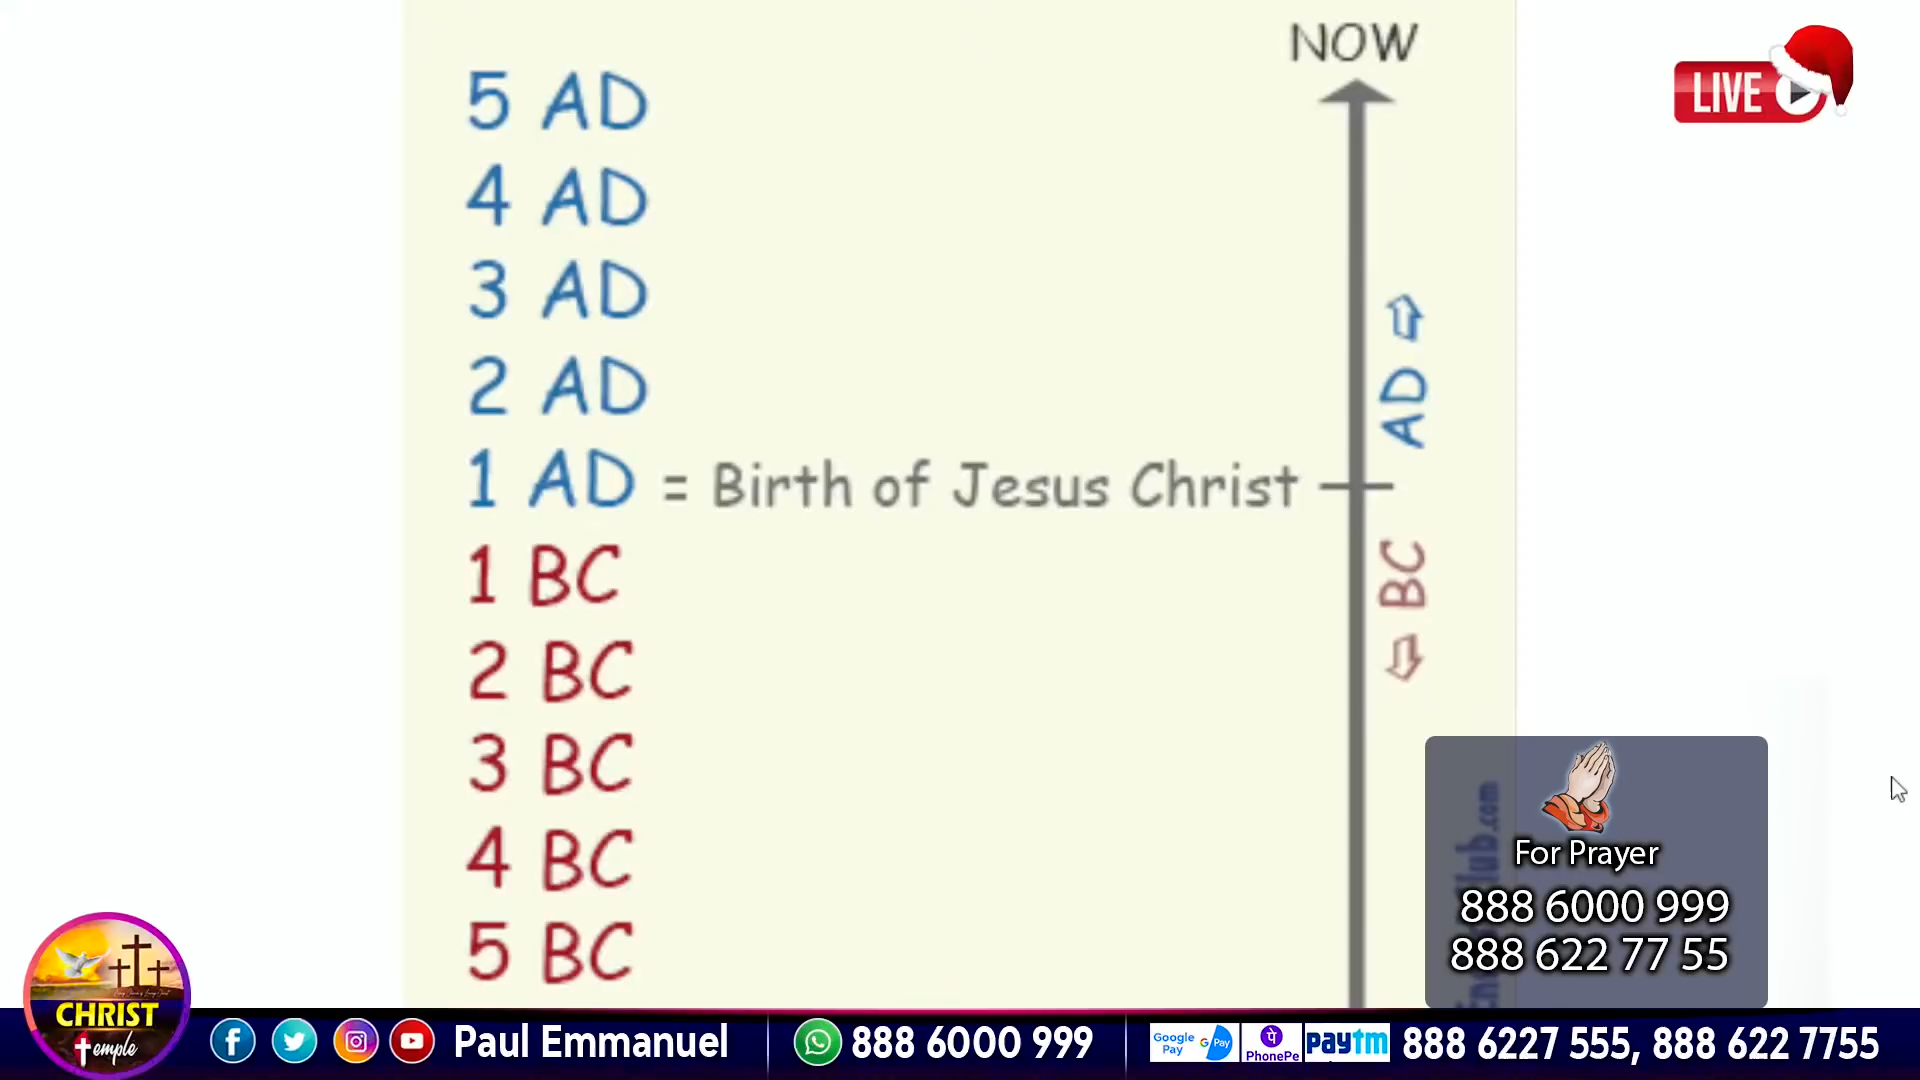 NOW
5 AD
4 AD
3 AD
2 AD
1 AD = Birth of Jesus Christ
1 BC
2 BC
3 BC
4 BC
5 BC
AD
BC
LIVE
For Prayer
888 6000 999
888 622 77 55
CHRIST
Temple
Paul Emmanuel
888 6000 999
Google Pay G Pay
PhonePe
paytm
888 6227 555, 888 622 7755